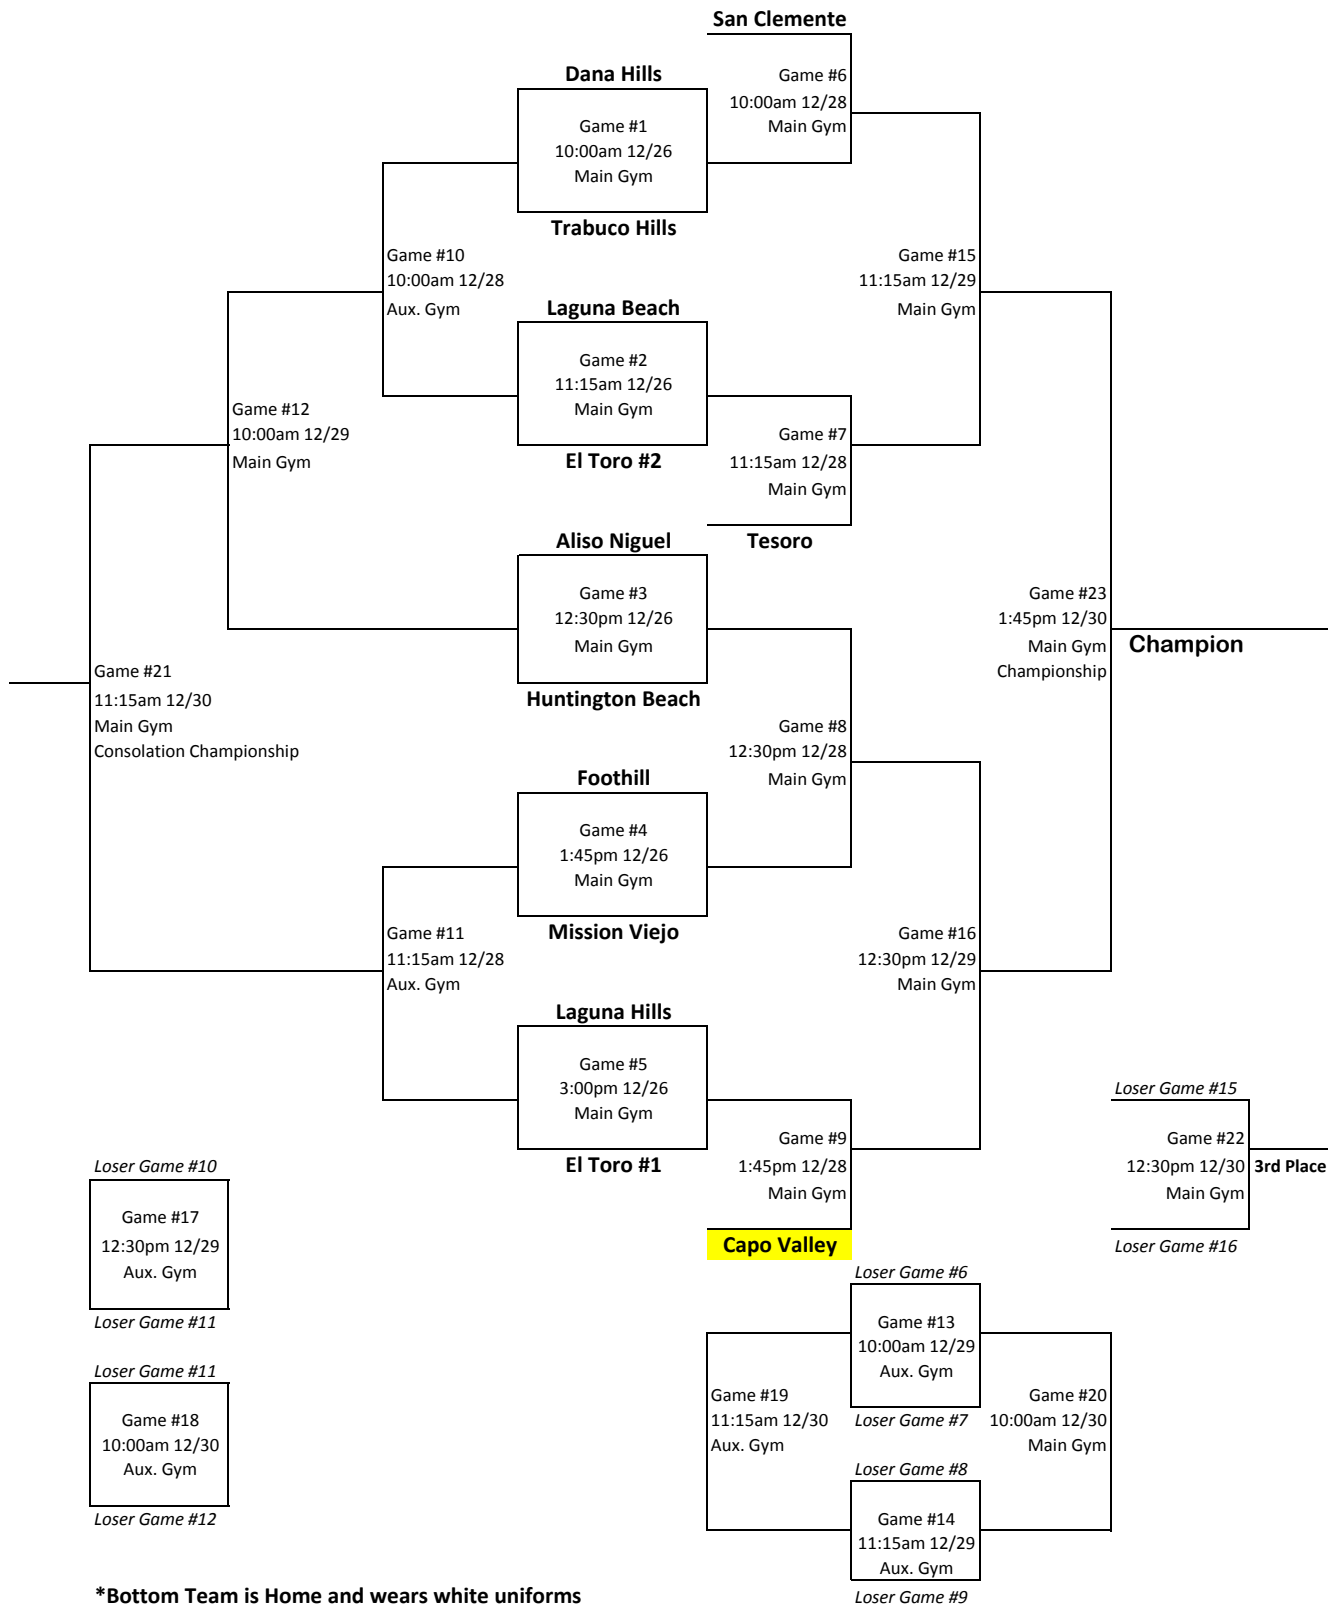 San Clemente
Dana Hills
Game #6
10:00am 12/28
Main Gym
Game #1
10:00am 12/26
Main Gym
Trabuco Hills
Game #10
10:00am 12/28
Aux. Gym
Game #15
11:15am 12/29
Main Gym
Laguna Beach
Game #2
11:15am 12/26
Main Gym
El Toro #2
Game #12
10:00am 12/29
Main Gym
Game #7
11:15am 12/28
Main Gym
Tesoro
Aliso Niguel
Game #3
12:30pm 12/26
Main Gym
Huntington Beach
Game #23
1:45pm 12/30
Main Gym
Championship
Champion
Game #21
11:15am 12/30
Main Gym
Consolation Championship
Game #8
12:30pm 12/28
Main Gym
Foothill
Game #4
1:45pm 12/26
Main Gym
Mission Viejo
Game #11
11:15am 12/28
Aux. Gym
Game #16
12:30pm 12/29
Main Gym
Laguna Hills
Game #5
3:00pm 12/26
Main Gym
El Toro #1
Game #9
1:45pm 12/28
Main Gym
Capo Valley
Loser Game #15
Game #22
12:30pm 12/30
Main Gym
3rd Place
Loser Game #16
Loser Game #10
Game #17
12:30pm 12/29
Aux. Gym
Loser Game #11
Loser Game #11
Game #18
10:00am 12/30
Aux. Gym
Loser Game #12
Loser Game #6
Game #13
10:00am 12/29
Aux. Gym
Loser Game #7
Game #19
11:15am 12/30
Aux. Gym
Game #20
10:00am 12/30
Main Gym
Loser Game #8
Game #14
11:15am 12/29
Aux. Gym
Loser Game #9
*Bottom Team is Home and wears white uniforms